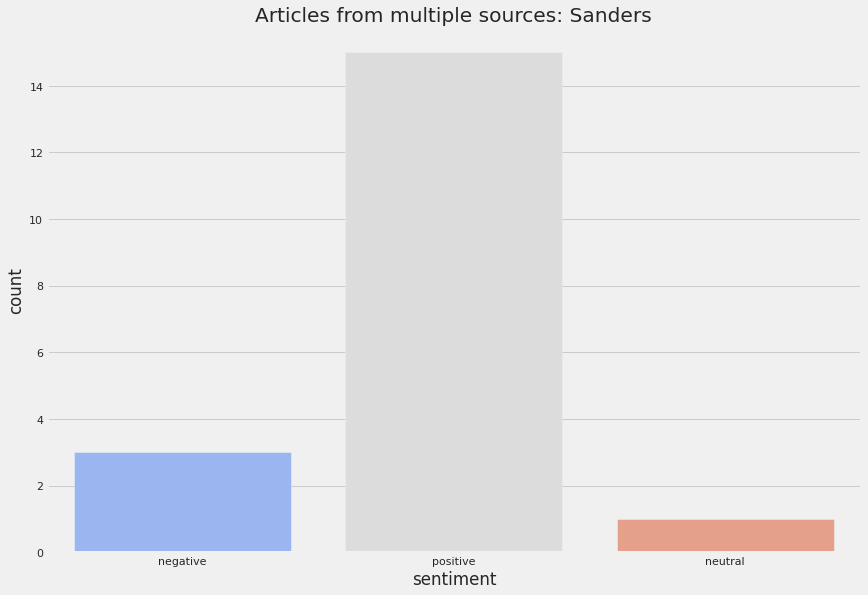 Articles from multiple sources: Sanders
14
12
10
8
6
4
2
0
count
negative
positive
neutral
sentiment